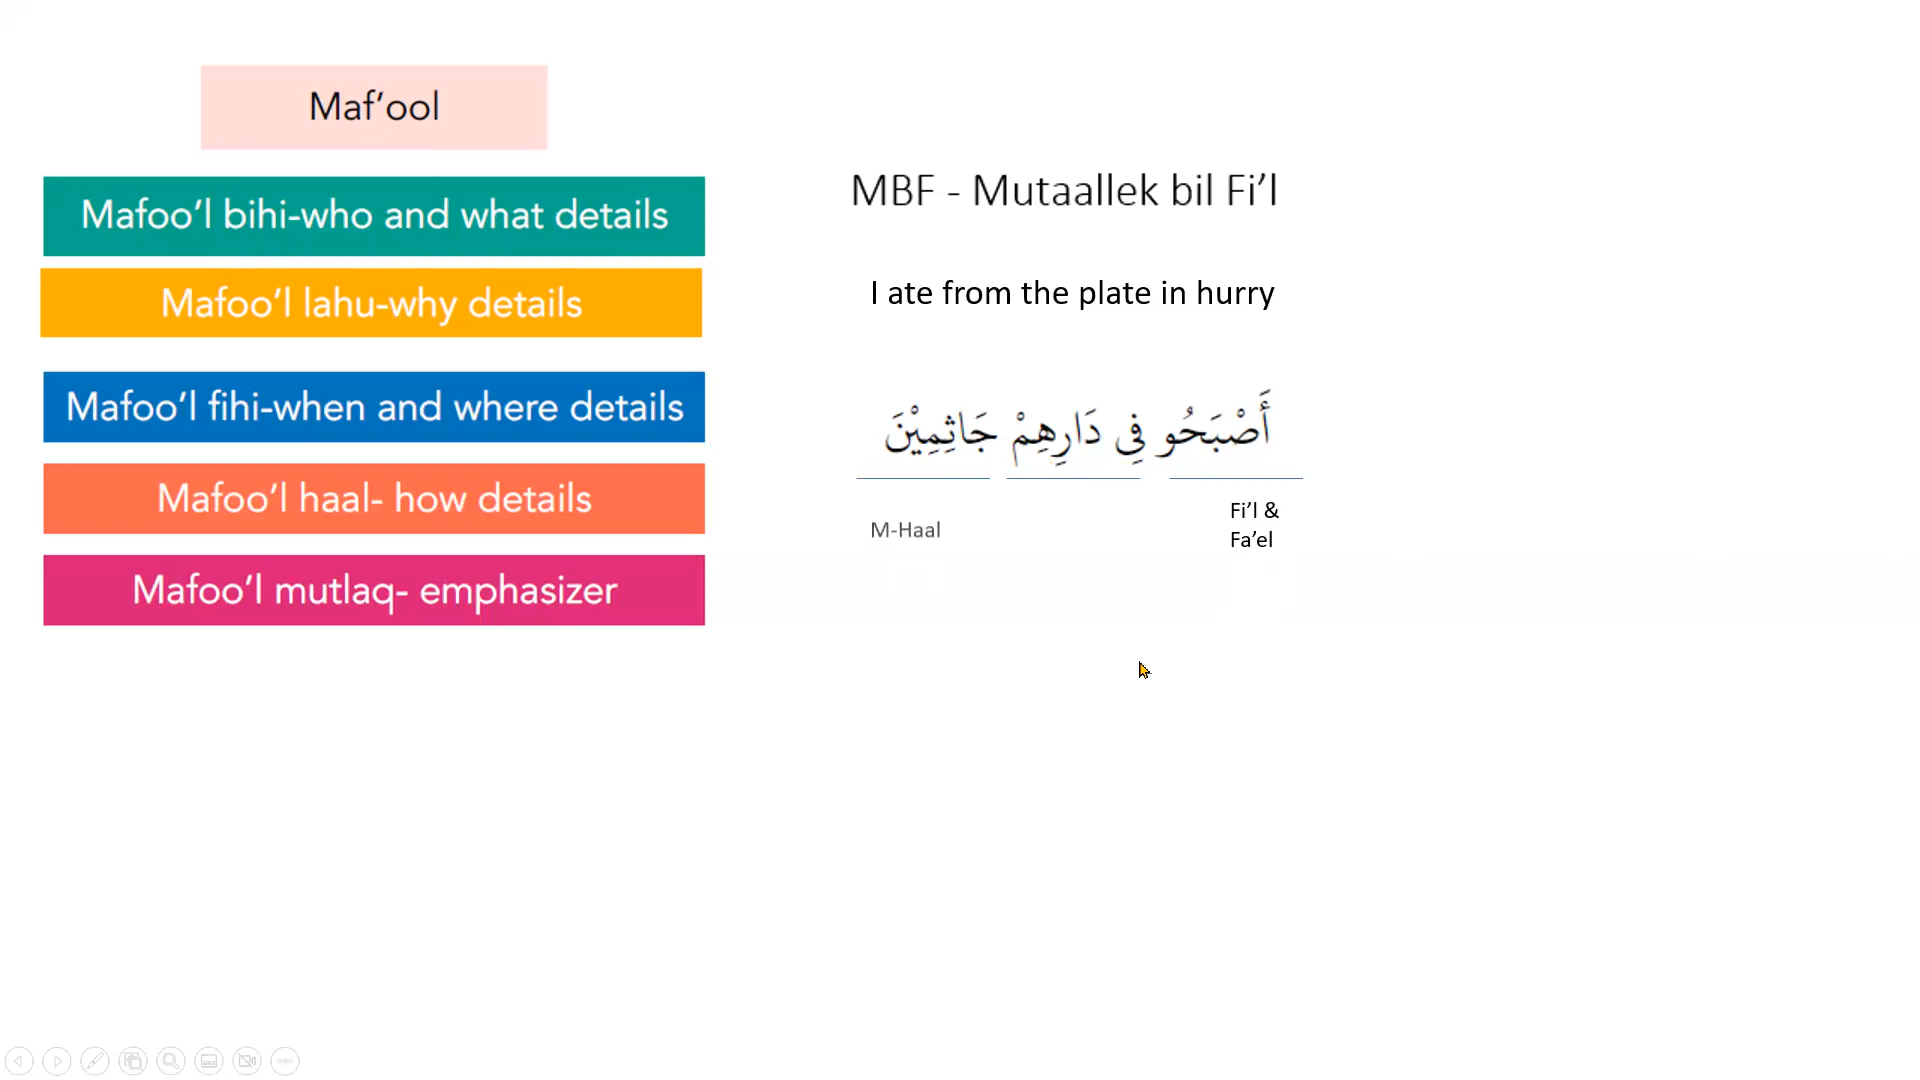 Maf’ool
Mafoo’l bihi-who and what details
Mafoo’l lahu-why details
Mafoo’l fihi-when and where details
Mafoo’l haal- how details
Mafoo’l mutlaq- emphasizer
MBF - Mutaallek bil Fi’l
I ate from the plate in hurry
أَصْبَحُو فِي دَارِهِمْ جَاثِمِيْنَ
Fi’l &
Fa’el
M-Haal